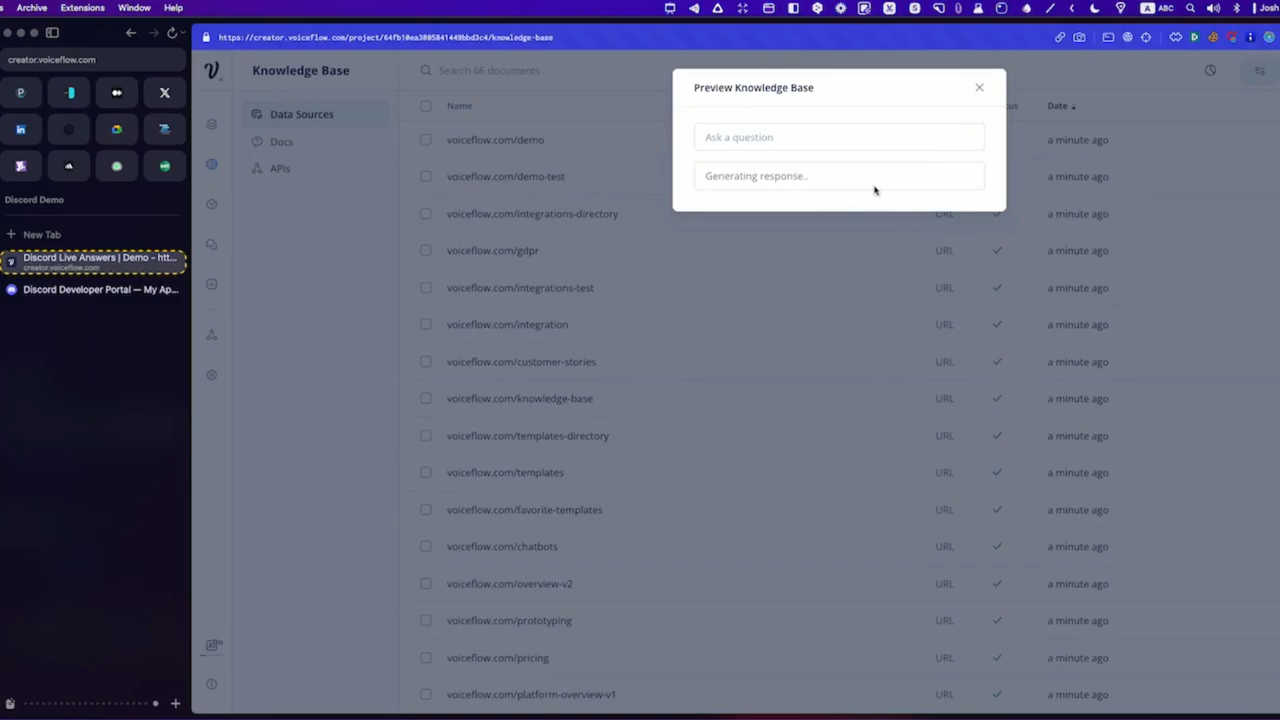 Archive Extensions Window Help
ABC
Josh
https://creator.voiceflow.com/project/64fb10ea3805841449bbd3c4/knowledge-base
creator.voiceflow.com
Discord Demo
New Tab
Discord Live Answers | Demo - htt...
creator.voiceflow.com
Discord Developer Portal — My Ap...
Knowledge Base
Data Sources
Docs
APIs
Search 66 documents
Name
Date
Preview Knowledge Base
Ask a question
Generating response..
voiceflow.com/demo
a minute ago
voiceflow.com/demo-test
a minute ago
voiceflow.com/integrations-directory URL a minute ago
voiceflow.com/gdpr URL a minute ago
voiceflow.com/integrations-test URL a minute ago
voiceflow.com/integration URL a minute ago
voiceflow.com/customer-stories URL a minute ago
voiceflow.com/knowledge-base URL a minute ago
voiceflow.com/templates-directory URL a minute ago
voiceflow.com/templates URL a minute ago
voiceflow.com/favorite-templates URL a minute ago
voiceflow.com/chatbots URL a minute ago
voiceflow.com/overview-v2 URL a minute ago
voiceflow.com/prototyping URL a minute ago
voiceflow.com/pricing URL a minute ago
voiceflow.com/platform-overview-v1 URL a minute ago